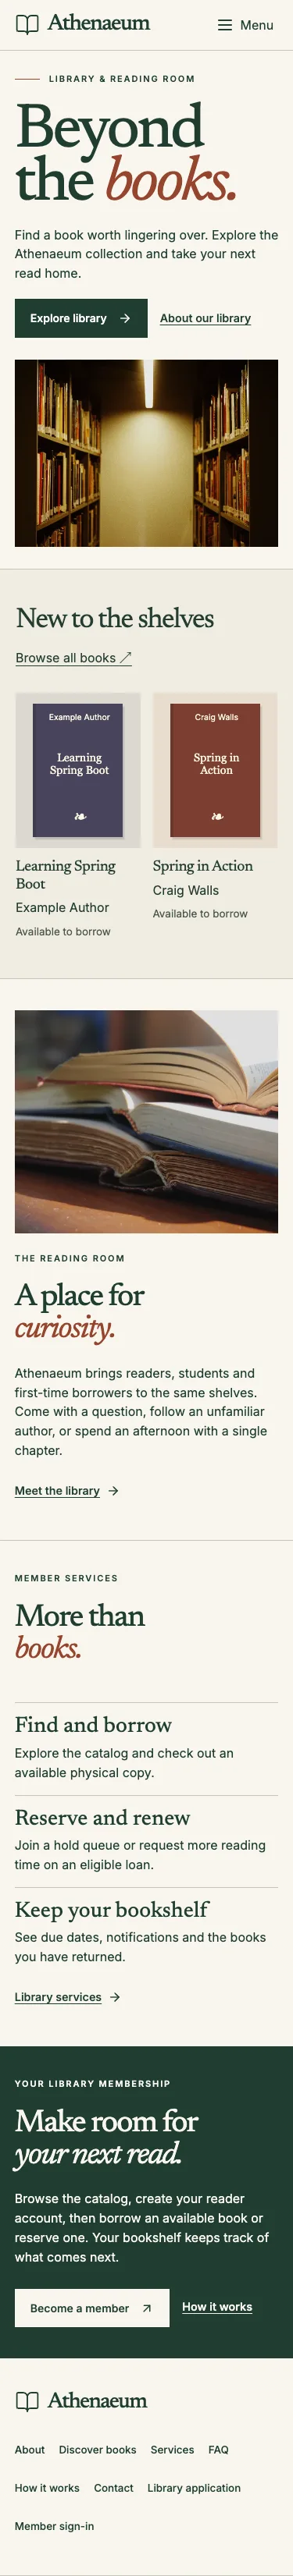 Athenaeum
Menu
LIBRARY & READING ROOM
Beyond
the books.
Find a book worth lingering over. Explore the
Athenaeum collection and take your next
read home.
Explore library →
About our library
New to the shelves
Browse all books ↗
Example Author
Learning
Spring Boot
Learning Spring
Boot
Example Author
Available to borrow
Craig Walls
Spring in
Action
Spring in Action
Craig Walls
Available to borrow
THE READING ROOM
A place for
curiosity.
Athenaeum brings readers, students and
first-time borrowers to the same shelves.
Come with a question, follow an unfamiliar
author, or spend an afternoon with a single
chapter.
Meet the library →
MEMBER SERVICES
More than
books.
Find and borrow
Explore the catalog and check out an
available physical copy.
Reserve and renew
Join a hold queue or request more reading
time on an eligible loan.
Keep your bookshelf
See due dates, notifications and the books
you have returned.
Library services →
YOUR LIBRARY MEMBERSHIP
Make room for
your next read.
Browse the catalog, create your reader
account, then borrow an available book or
reserve one. Your bookshelf keeps track of
what comes next.
Become a member ↗
How it works
Athenaeum
About Discover books Services FAQ
How it works Contact Library application
Member sign-in